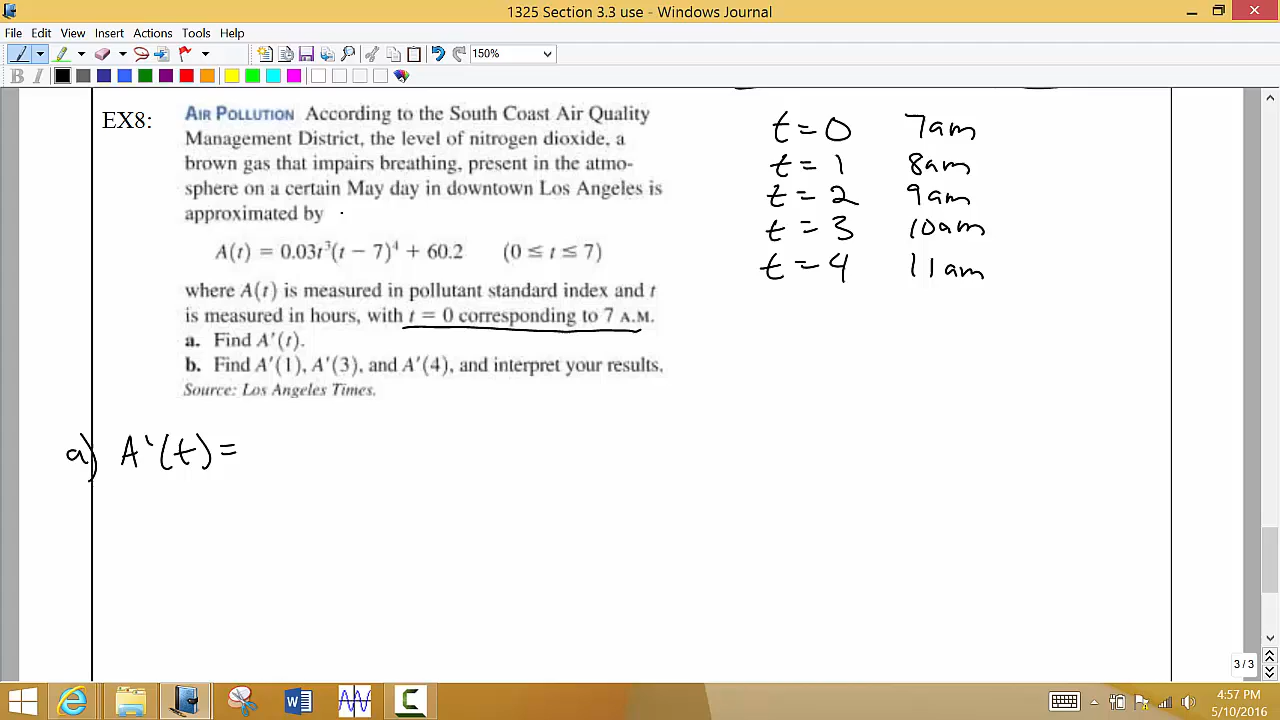 1325 Section 3.3 use - Windows Journal
File Edit View Insert Actions Tools Help
150%
B I
EX8:
AIR POLLUTION According to the South Coast Air Quality
Management District, the level of nitrogen dioxide, a
brown gas that impairs breathing, present in the atmo-
sphere on a certain May day in downtown Los Angeles is
approximated by
A(t) = 0.03t³(t − 7)⁴ + 60.2 (0 ≤ t ≤ 7)
where A(t) is measured in pollutant standard index and t
is measured in hours, with t = 0 corresponding to 7 A.M.
a. Find A′(t).
b. Find A′(1), A′(3), and A′(4), and interpret your results.
Source: Los Angeles Times.
t = 0 7am
t = 1 8am
t = 2 9am
t = 3 10am
t = 4 11am
a) A'(t) =
3 / 3
4:57 PM
5/10/2016